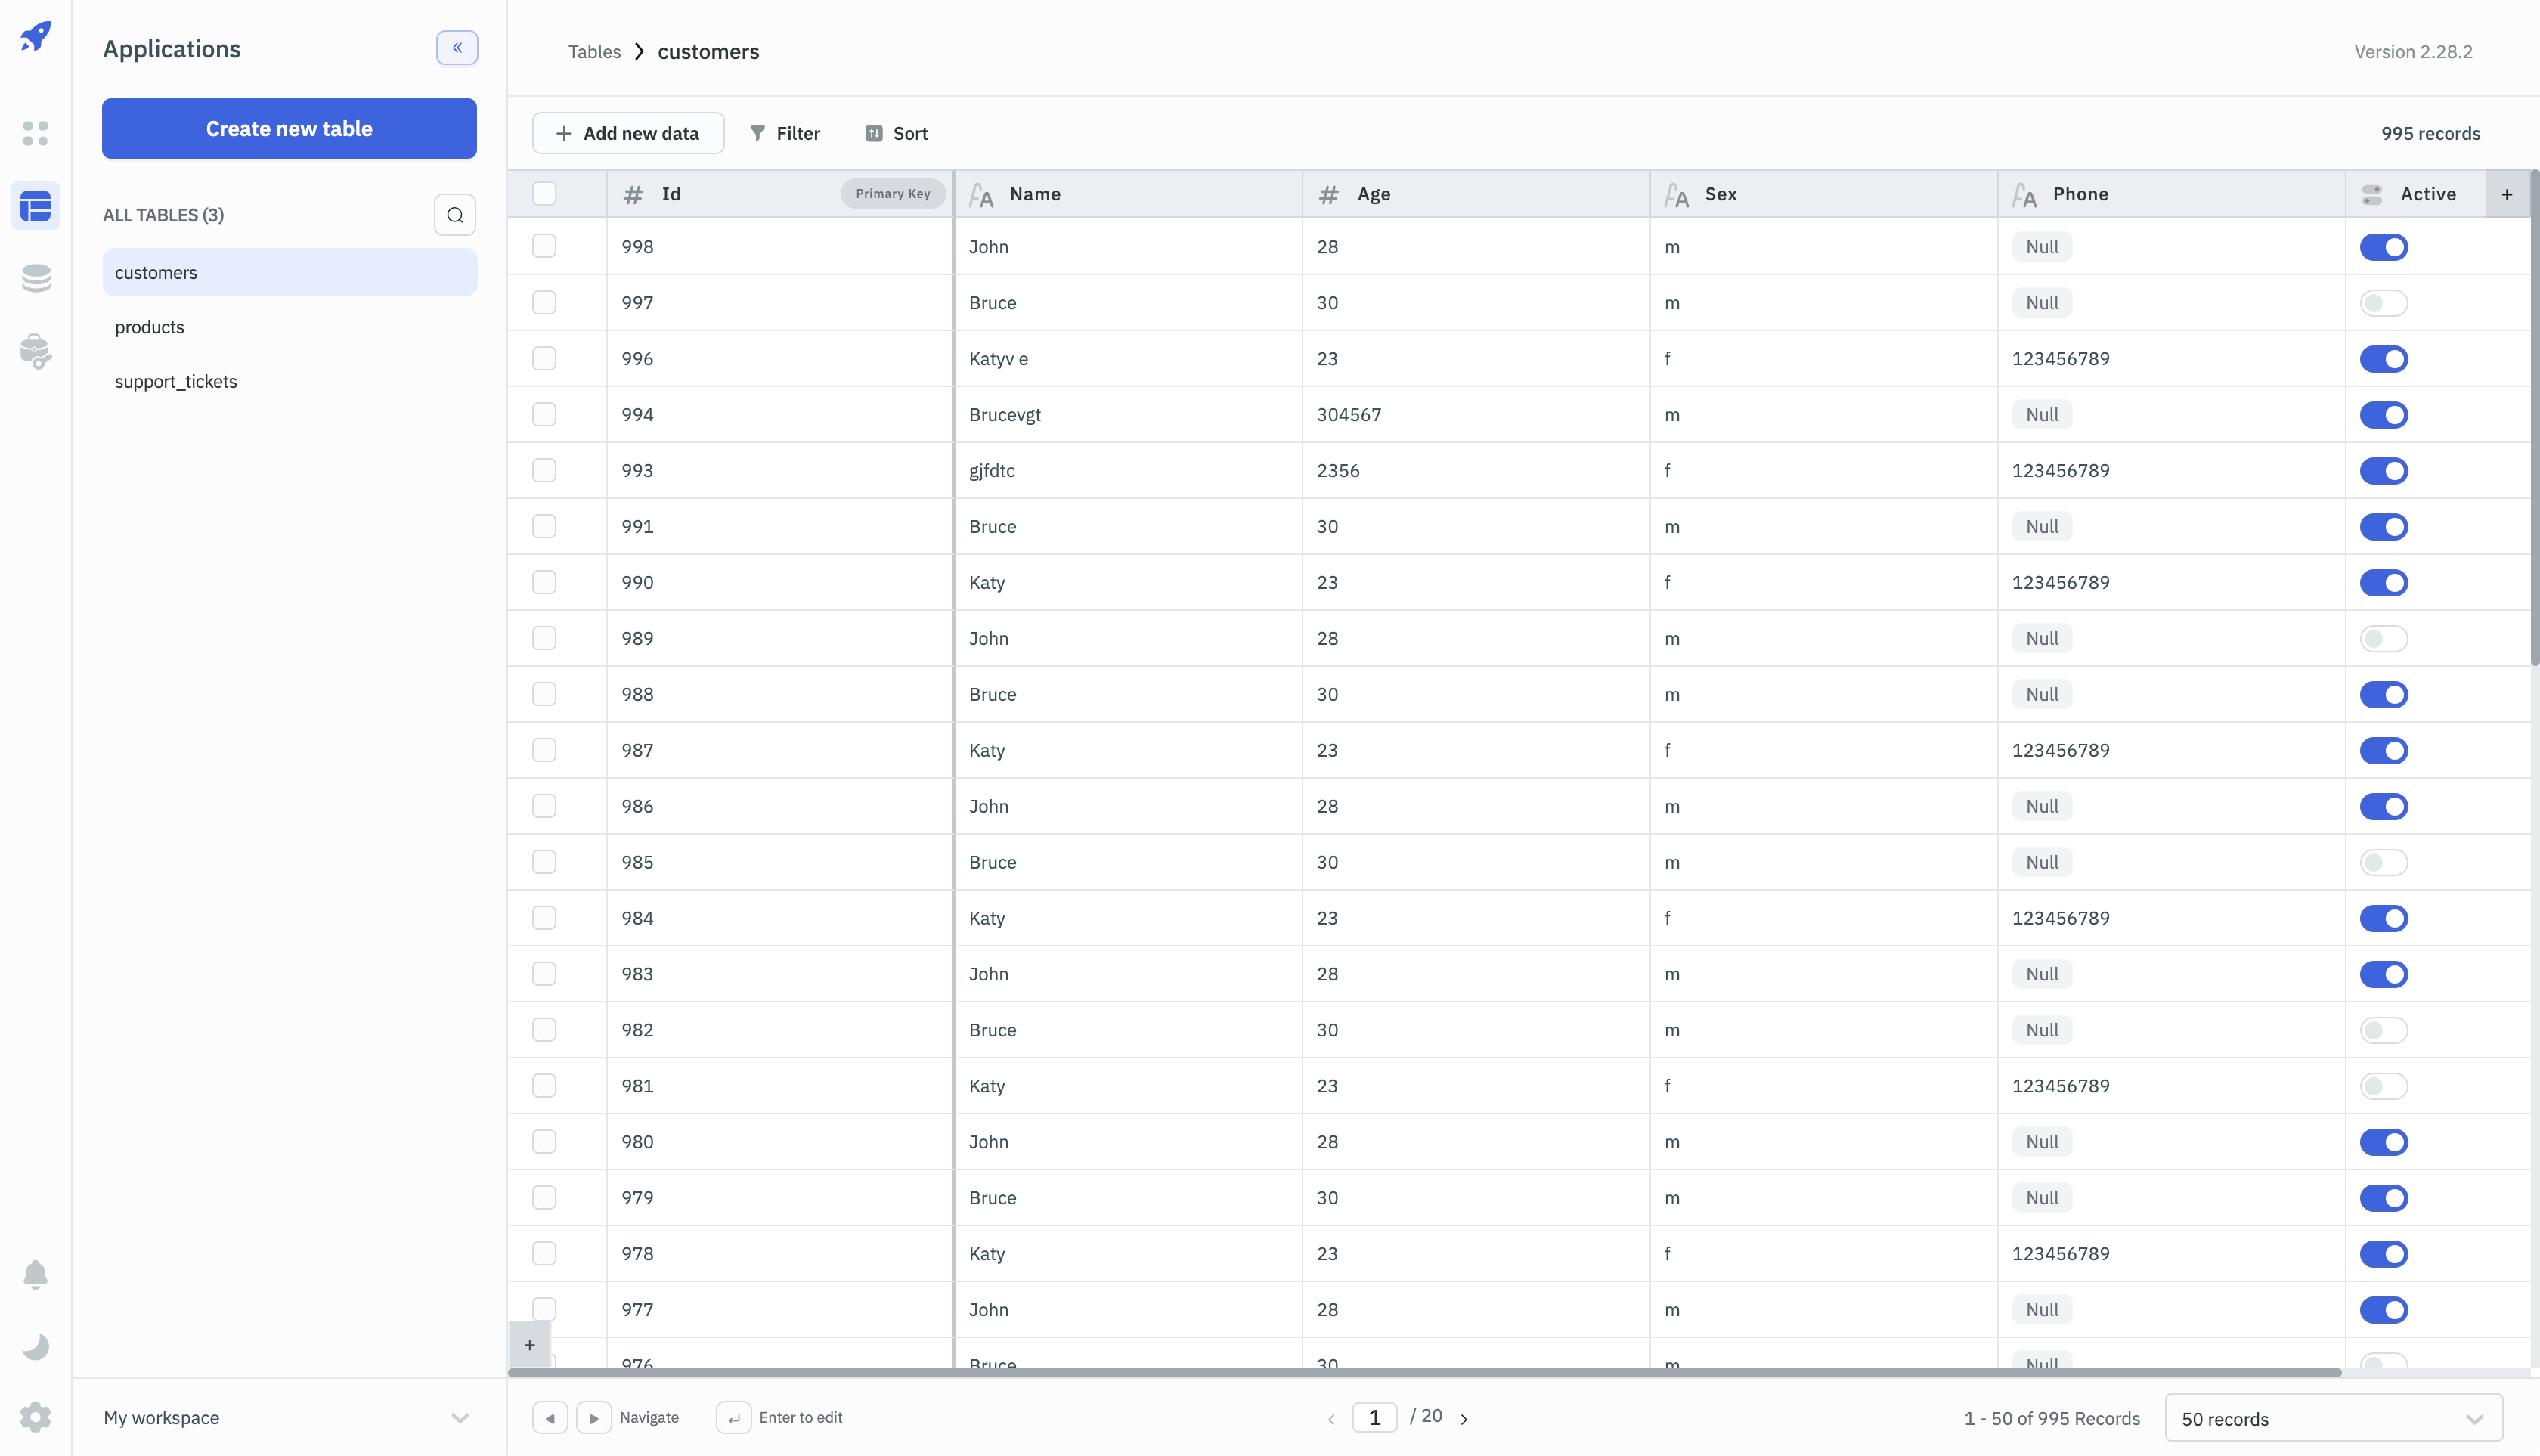 Applications
Create new table
ALL TABLES (3)
customers
products
support_tickets
My workspace
Tables customers
Version 2.28.2
Add new data Filter Sort
995 records
Id Primary Key Name Age Sex Phone Active +
998 John 28 m Null
997 Bruce 30 m Null
996 Katyv e 23 f 123456789
994 Brucevgt 304567 m Null
993 gjfdtc 2356 f 123456789
991 Bruce 30 m Null
990 Katy 23 f 123456789
989 John 28 m Null
988 Bruce 30 m Null
987 Katy 23 f 123456789
986 John 28 m Null
985 Bruce 30 m Null
984 Katy 23 f 123456789
983 John 28 m Null
982 Bruce 30 m Null
981 Katy 23 f 123456789
980 John 28 m Null
979 Bruce 30 m Null
978 Katy 23 f 123456789
977 John 28 m Null
976 Bruce 30 m Null
Navigate Enter to edit
1 / 20
1 - 50 of 995 Records
50 records